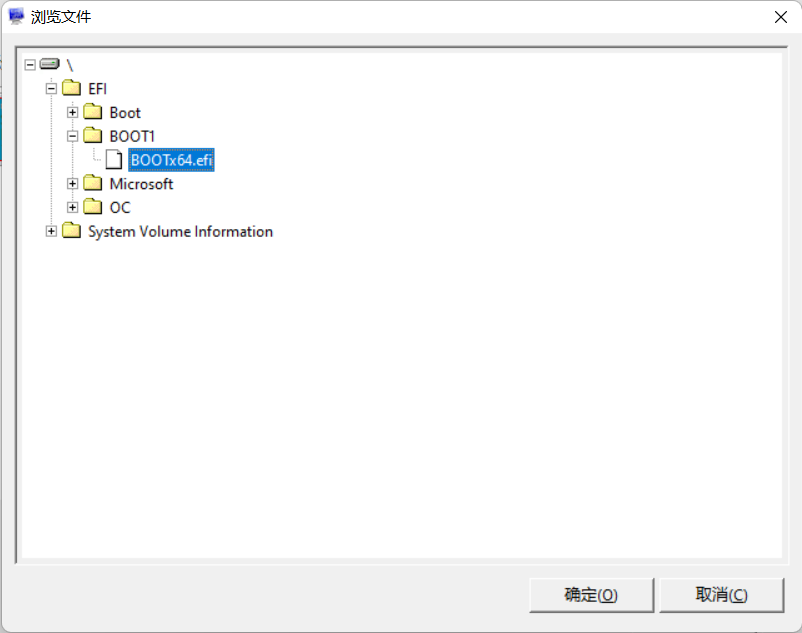 浏览文件
\
EFI
Boot
BOOT1
BOOTx64.efi
Microsoft
OC
System Volume Information
确定(O) 取消(C)